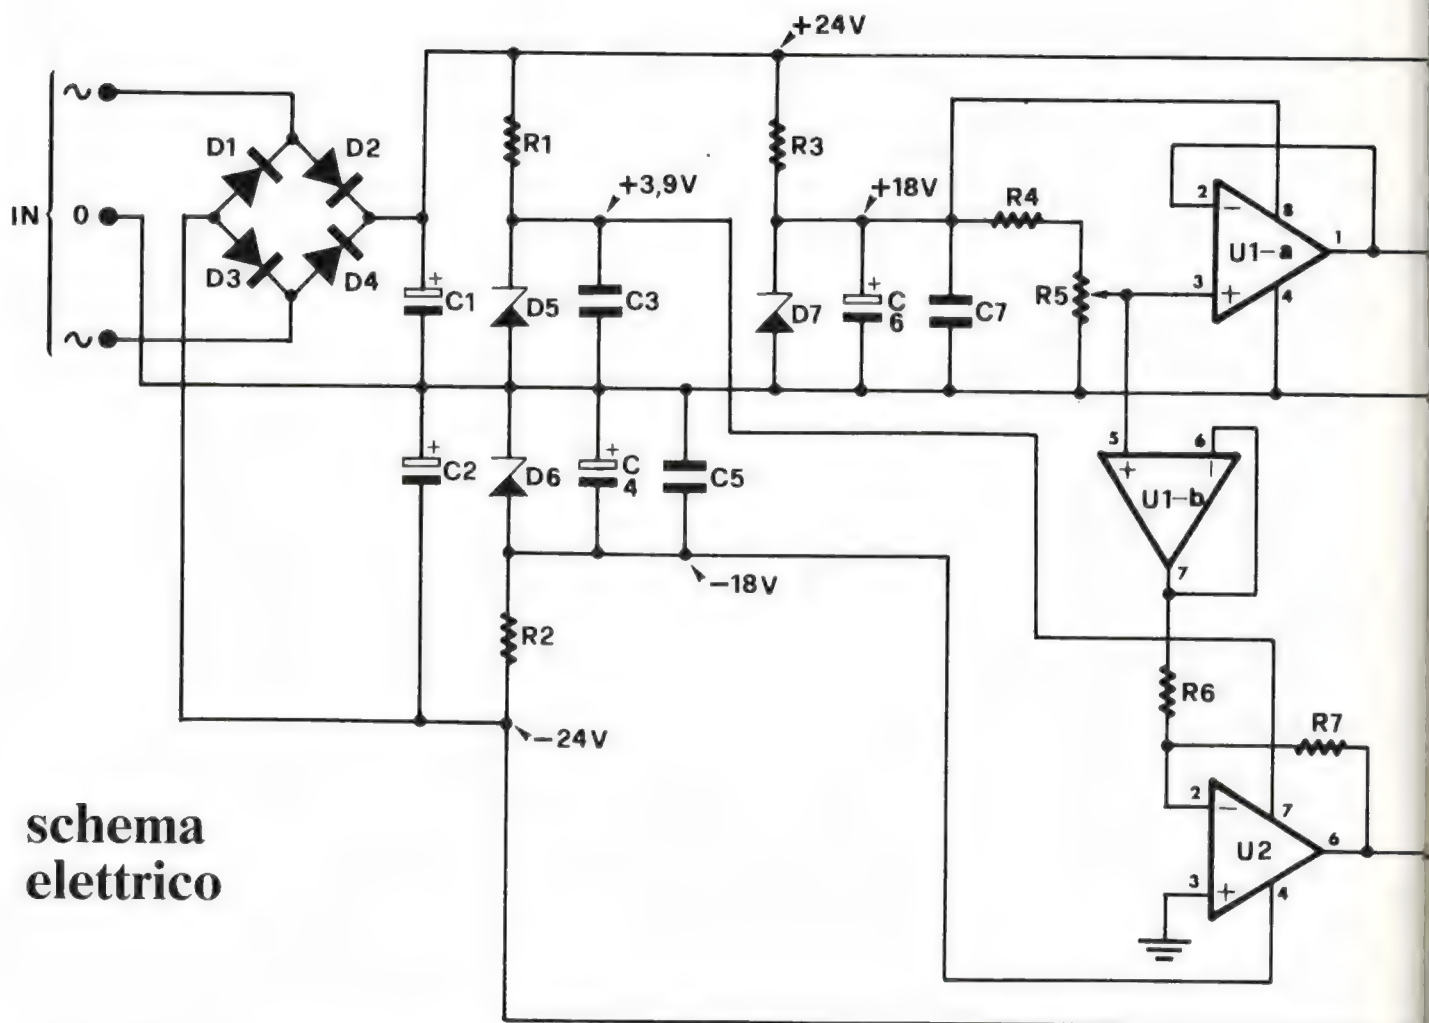 +24V
IN
~
0
~
D1
D2
D3
D4
R1
R3
+3,9V
+18V
R4
R5
+
C1
D5
C3
D7
+
C
6
C7
2
−
8
U1-a
1
3
+
4
+
C2
D6
+
C
4
C5
−18V
R2
−24V
5
+
6
−
U1-b
7
R6
R7
2
−
7
U2
6
3
+
4
schema
elettrico